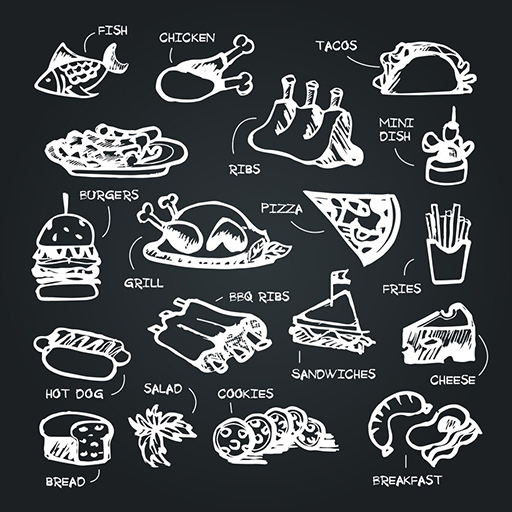 FISH
CHICKEN
TACOS
MINI
DISH
RIBS
BURGERS
PIZZA
GRILL
FRIES
BBQ RIBS
SANDWICHES
CHEESE
HOT DOG
SALAD
COOKIES
BREAD
BREAKFAST